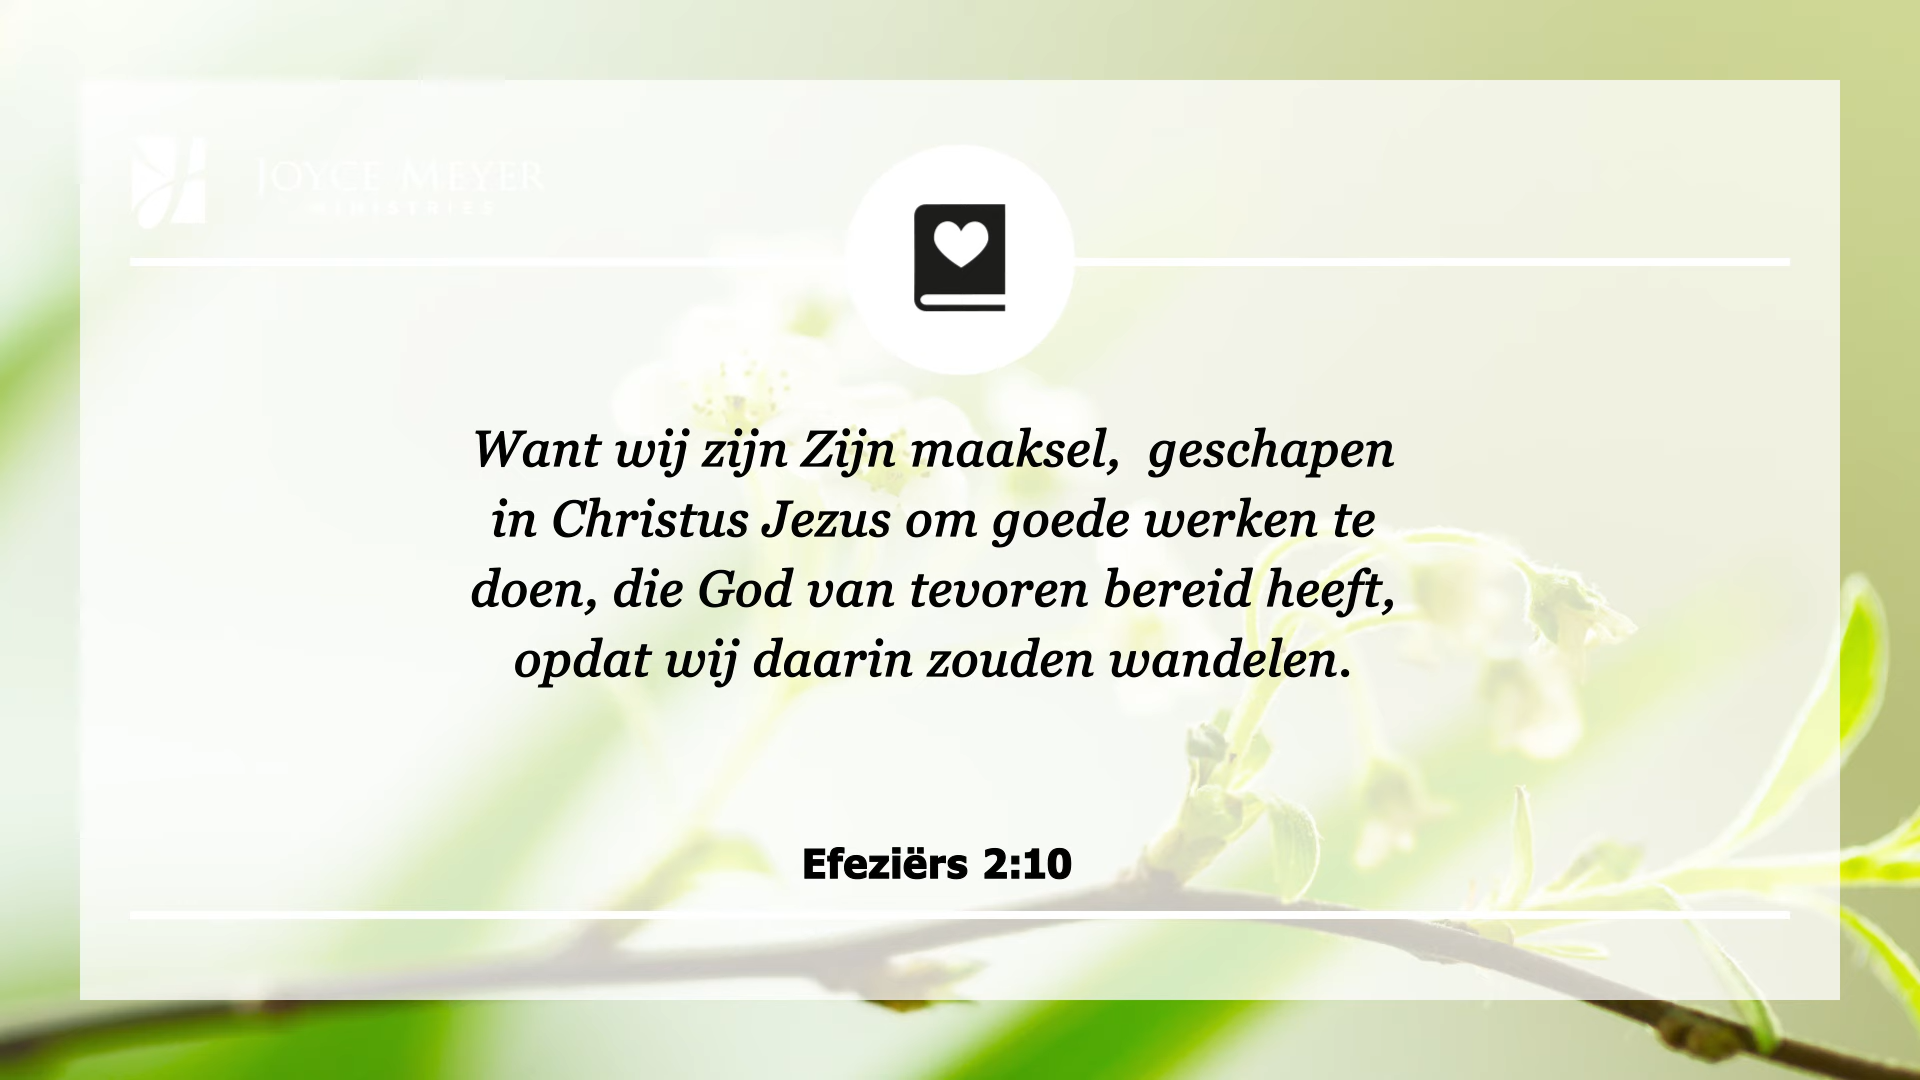 JOYCE MEYER
MINISTRIES
Want wij zijn Zijn maaksel,  geschapen
in Christus Jezus om goede werken te
doen, die God van tevoren bereid heeft,
opdat wij daarin zouden wandelen.
Efeziërs 2:10